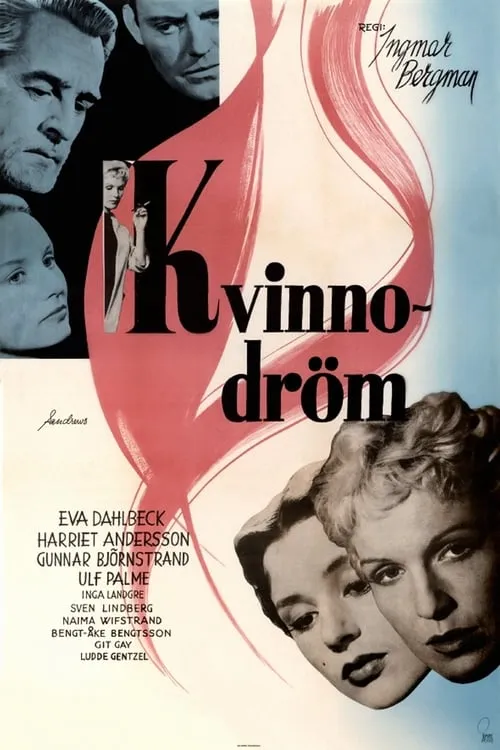 REGI:
Ingmar
Bergman
Kvinno-
dröm
Sandrews
EVA DAHLBECK
HARRIET ANDERSSON
GUNNAR BJÖRNSTRAND
ULF PALME
INGA LANDGRE
SVEN LINDBERG
NAIMA WIFSTRAND
BENGT-ÅKE BENGTSSON
GIT GAY
LUDDE GENTZEL